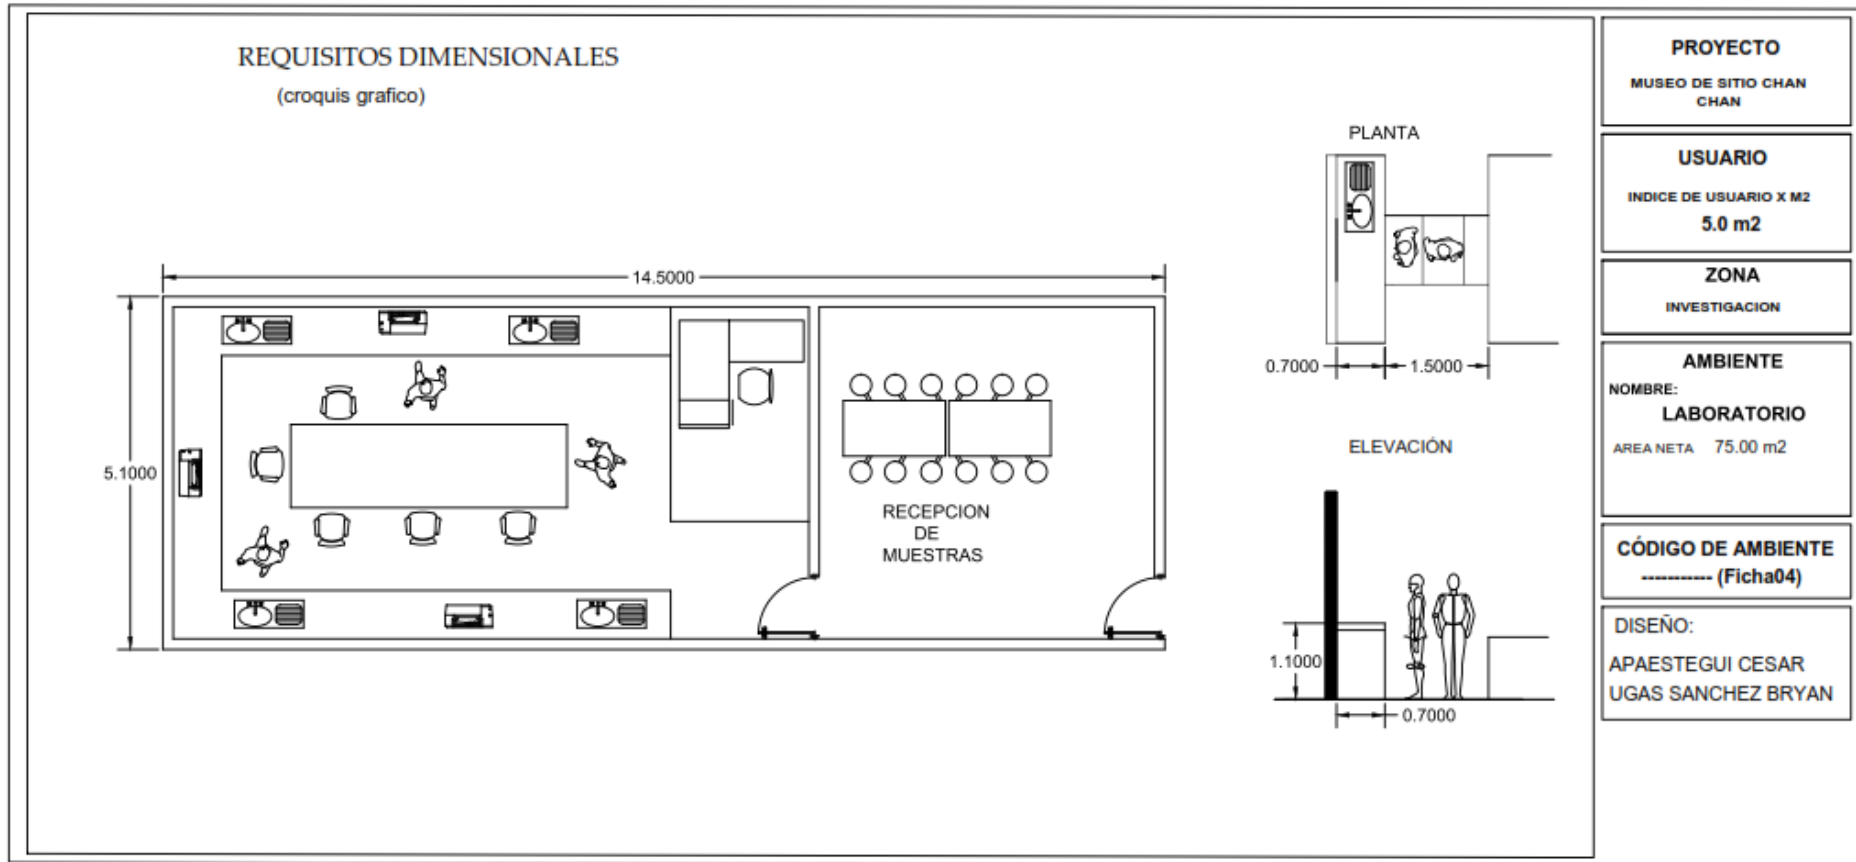 REQUISITOS DIMENSIONALES
(croquis grafico)
14.5000
5.1000
RECEPCION
DE
MUESTRAS
PLANTA
0.7000
1.5000
ELEVACIÓN
1.1000
0.7000
PROYECTO
MUSEO DE SITIO CHAN
CHAN
USUARIO
INDICE DE USUARIO X M2
5.0 m2
ZONA
INVESTIGACION
AMBIENTE
NOMBRE:
LABORATORIO
AREA NETA 75.00 m2
CÓDIGO DE AMBIENTE
----------- (Ficha04)
DISEÑO:
APAESTEGUI CESAR
UGAS SANCHEZ BRYAN